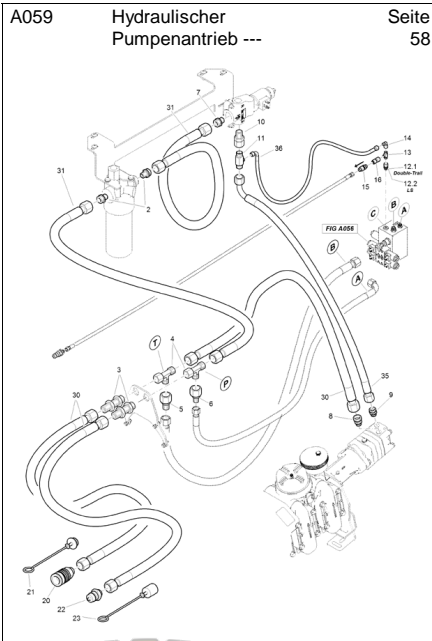 A059 Hydraulischer Seite
Pumpenantrieb --- 58
7
31
10
11
36
14
13
12.1
Double-Trail
12.2
LS
15
16
31
2
C
B
A
FIG A056
B
A
T
4
P
3
30
5
6
30
35
8
9
21
20
22
23